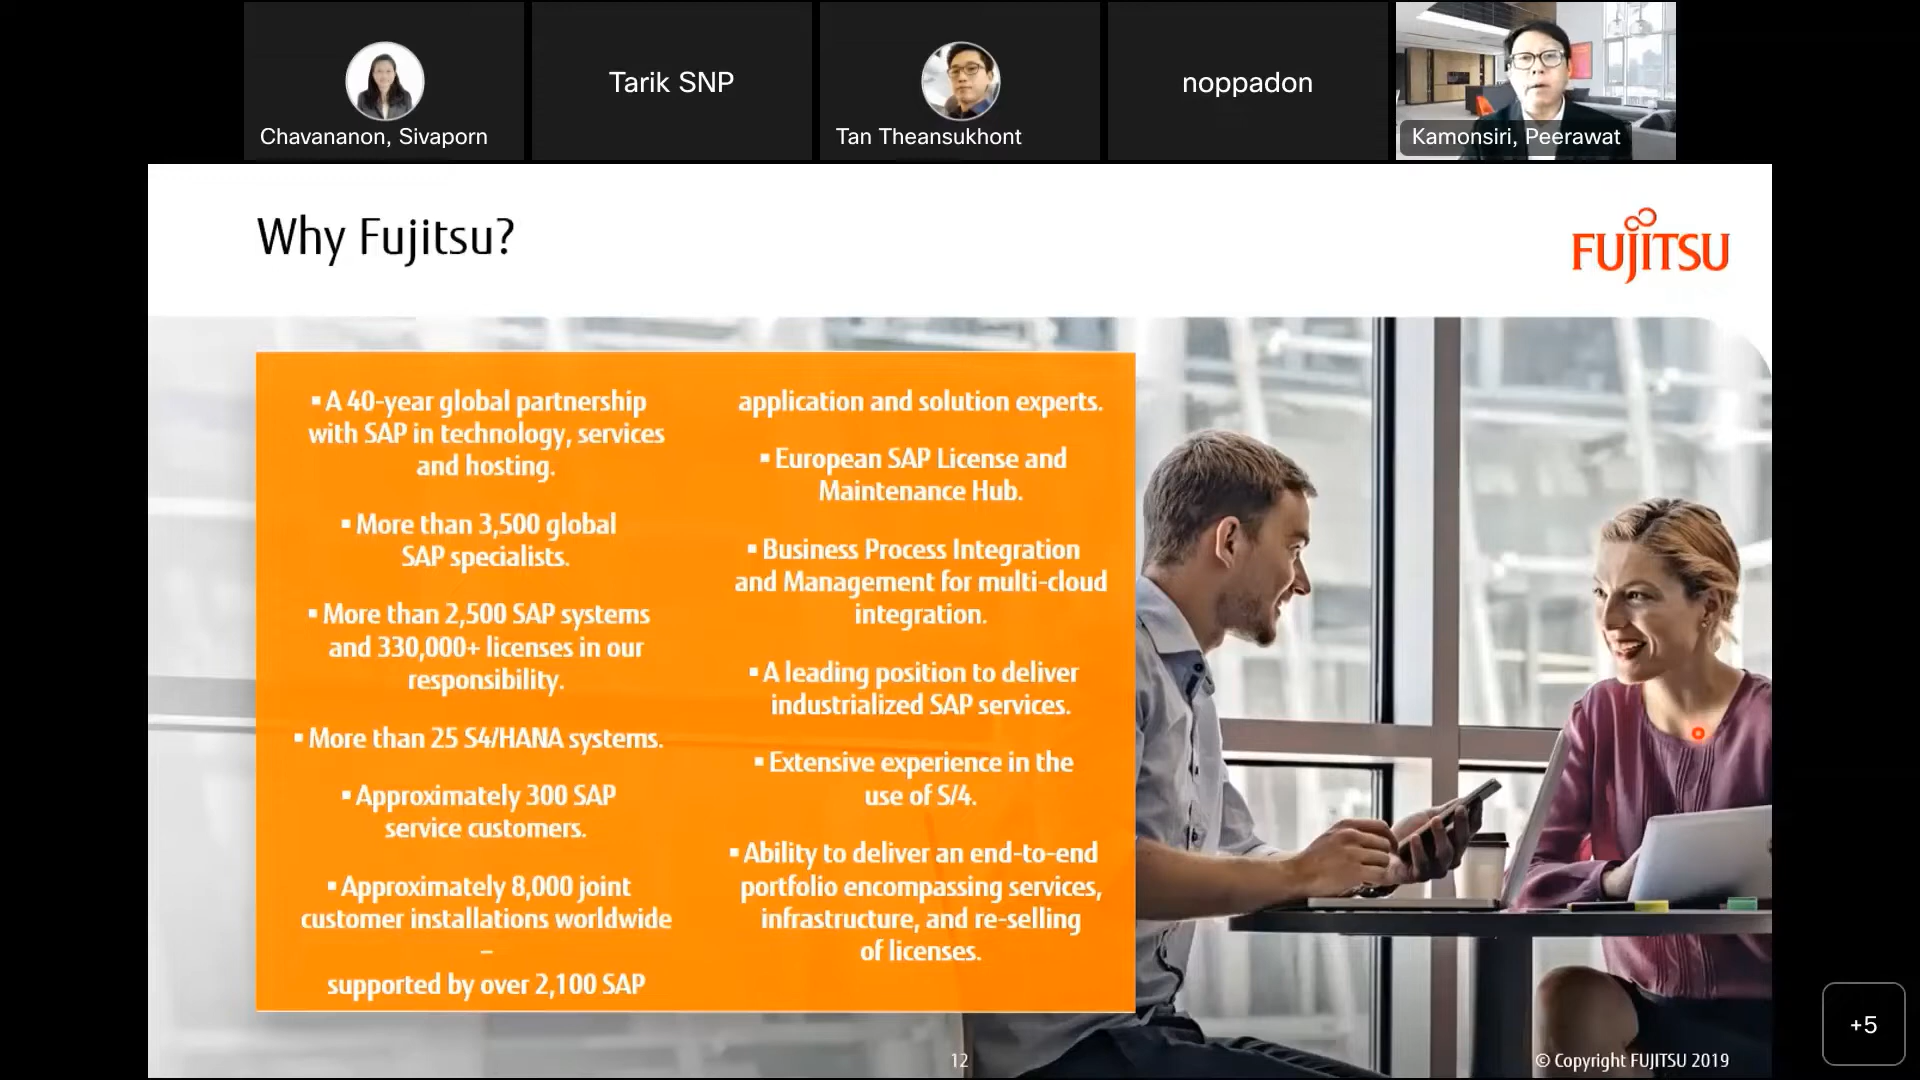 Chavananon, Sivaporn
Tarik SNP
Tan Theansukhont
noppadon
Kamonsiri, Peerawat
Why Fujitsu?
FUJITSU
▪ A 40-year global partnership
with SAP in technology, services
and hosting.
▪ More than 3,500 global
SAP specialists.
▪ More than 2,500 SAP systems
and 330,000+ licenses in our
responsibility.
▪ More than 25 S4/HANA systems.
▪ Approximately 300 SAP
service customers.
▪ Approximately 8,000 joint
customer installations worldwide
–
supported by over 2,100 SAP
application and solution experts.
▪ European SAP License and
Maintenance Hub.
▪ Business Process Integration
and Management for multi-cloud
integration.
▪ A leading position to deliver
industrialized SAP services.
▪ Extensive experience in the
use of S/4.
▪ Ability to deliver an end-to-end
portfolio encompassing services,
infrastructure, and re-selling
of licenses.
12
© Copyright FUJITSU 2019
+5